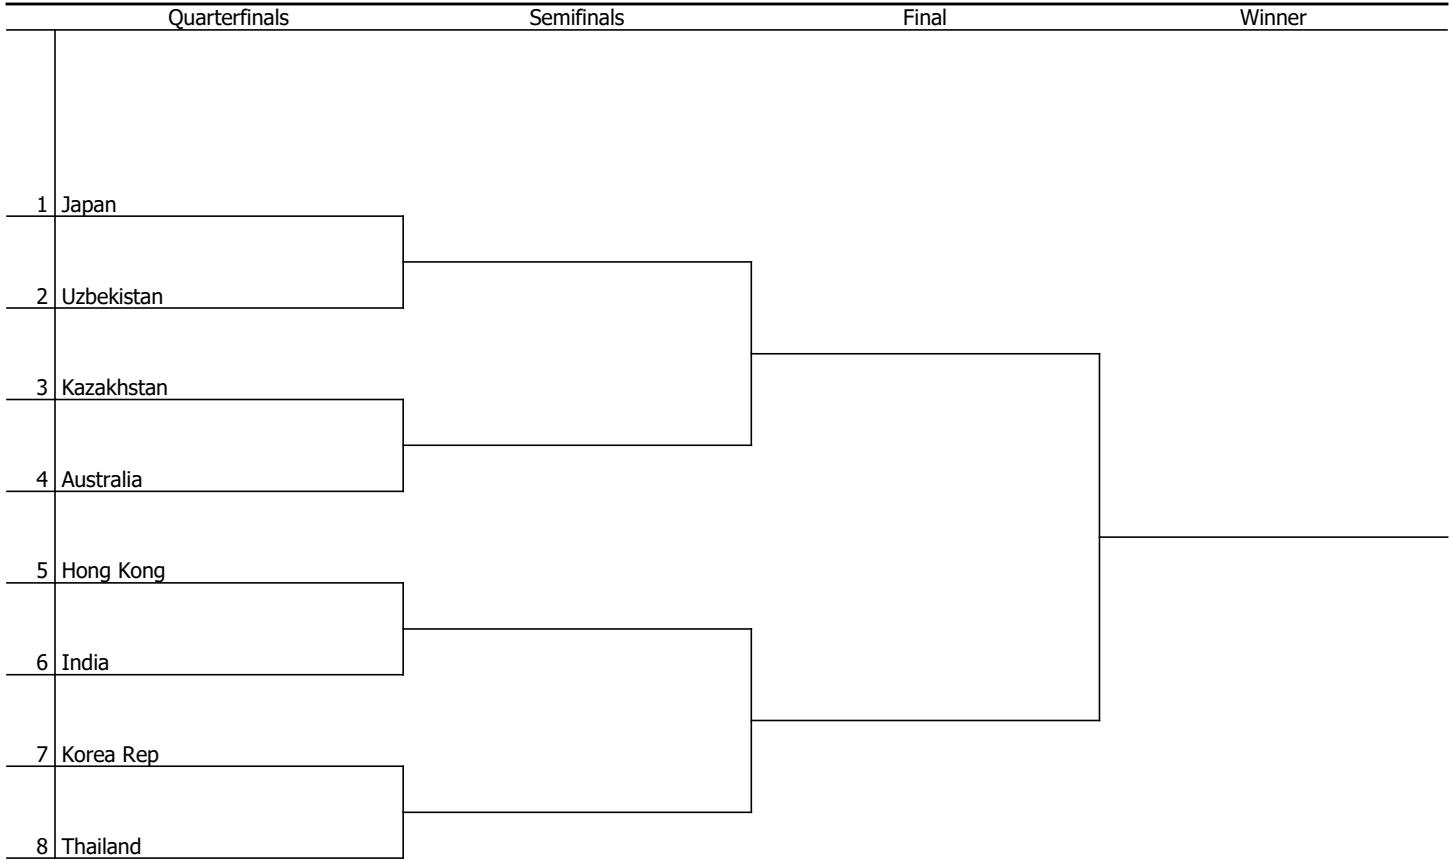 Quarterfinals Semifinals Final Winner
1 Japan
2 Uzbekistan
3 Kazakhstan
4 Australia
5 Hong Kong
6 India
7 Korea Rep
8 Thailand